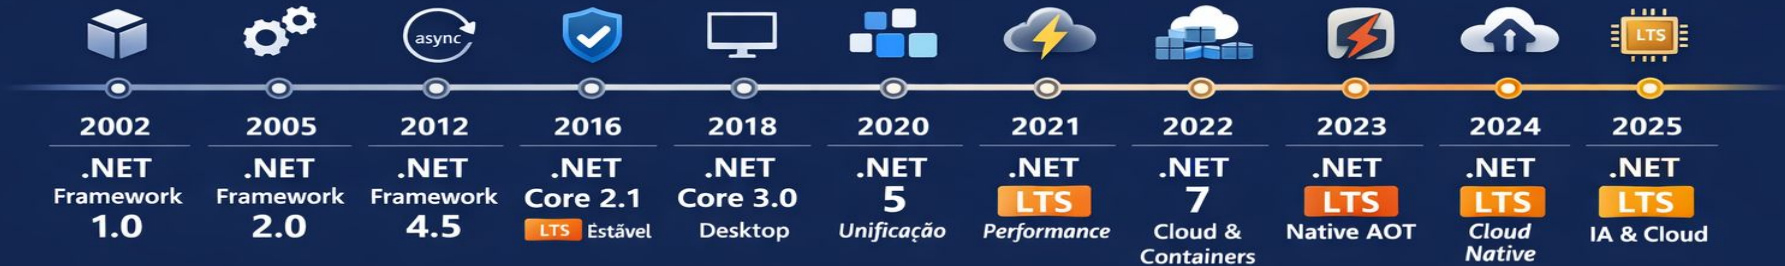 async
LTS
2002
.NET
Framework
1.0
2005
.NET
Framework
2.0
2012
.NET
Framework
4.5
2016
.NET
Core 2.1
LTS Estãvel
2018
.NET
Core 3.0
Desktop
2020
.NET
5
Unificação
2021
.NET
LTS
Performance
2022
.NET
7
Cloud &
Containers
2023
.NET
LTS
Native AOT
2024
.NET
LTS
Cloud
Native
2025
.NET
LTS
IA & Cloud